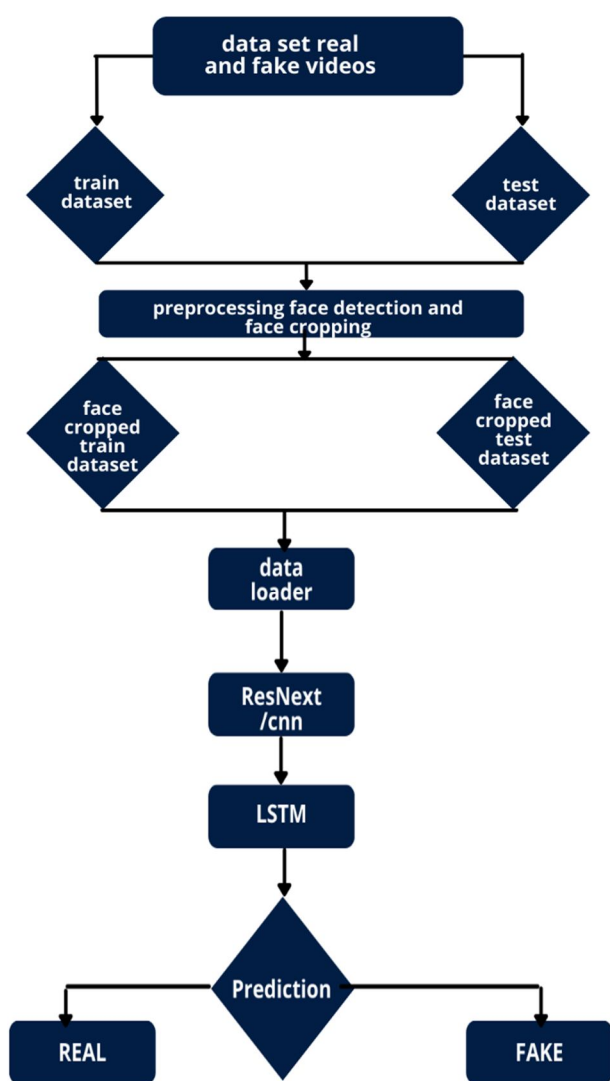 data set real
and fake videos
train
dataset
test
dataset
preprocessing face detection and
face cropping
face
cropped
train
dataset
face
cropped
test
dataset
data
loader
ResNext
/cnn
LSTM
Prediction
REAL
FAKE